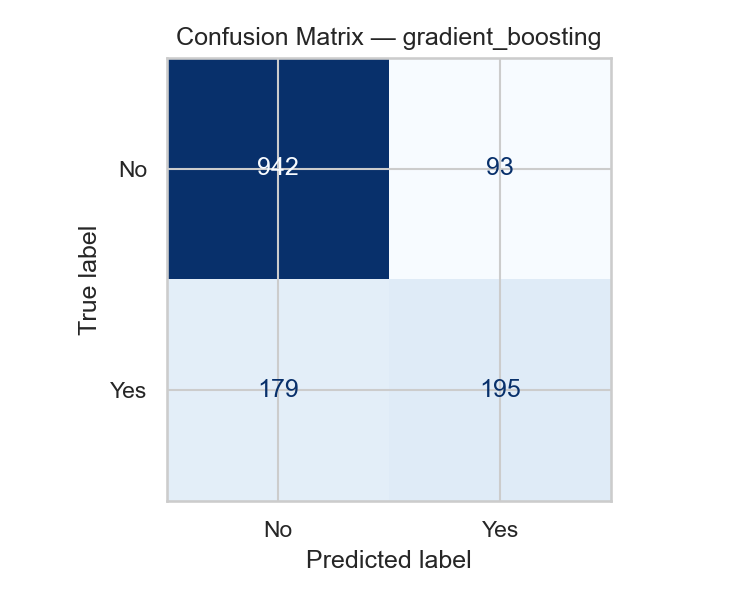 Confusion Matrix — gradient_boosting
True label
No
942
93
Yes
179
195
No
Yes
Predicted label